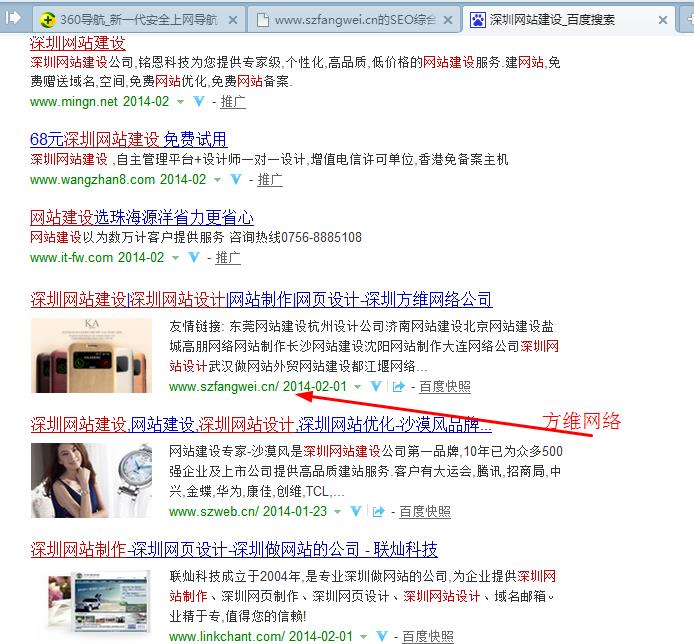 360导航_新一代安全上网导航
www.szfangwei.cn的SEO综合
深圳网站建设_百度搜索
深圳网站建设
深圳网站建设公司,铭恩科技为您提供专家级,个性化,高品质,低价格的网站建设服务.建网站,免
费赠送域名,空间,免费网站优化,免费网站备案.
www.mingn.net 2014-02 - 推广
68元深圳网站建设 免费试用
深圳网站建设 ,自主管理平台+设计师一对一设计,增值电信许可单位,香港免备案主机
www.wangzhan8.com 2014-02 - 推广
网站建设选珠海源洋省力更省心
网站建设以为数万计客户提供服务 咨询热线0756-8885108
www.it-fw.com 2014-02 - 推广
深圳网站建设|深圳网站设计|网站制作|网页设计-深圳方维网络公司
KA
友情链接: 东莞网站建设杭州设计公司济南网站建设北京网站建设盐
城高朋网络网站制作长沙网站建设沈阳网站制作大连网络公司深圳网
站设计武汉做网站外贸网站建设都江堰网络...
www.szfangwei.cn/ 2014-02-01 - 百度快照
方维网络
深圳网站建设,网站建设,深圳网站设计,深圳网站优化-沙漠风品牌...
网站建设专家-沙漠风是深圳网站建设公司第一品牌,10年已为众多500
强企业及上市公司提供高品质建站服务.客户有大运会,腾讯,招商局,中
兴,金蝶,华为,康佳,创维,TCL,...
www.szweb.cn/ 2014-01-23 - 百度快照
深圳网站制作-深圳网页设计-深圳做网站的公司 - 联灿科技
联灿科技成立于2004年,是专业深圳做网站的公司,为企业提供深圳网
站制作、深圳网页制作、深圳网页设计、深圳网站设计、域名邮箱。
业精于专,值得您的信赖!
www.linkchant.com/ 2014-02-01 - 百度快照